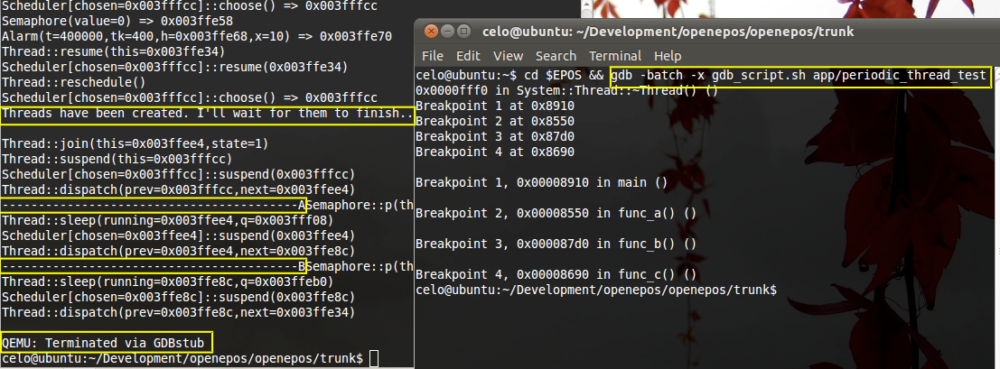 Scheduler[chosen=0x003fffcc]::choose() => 0x003fffcc
Semaphore(value=0) => 0x003ffe58
Alarm(t=400000,tk=400,h=0x003ffe68,x=10) => 0x003ffe70
Thread::resume(this=0x003ffe34)
Scheduler[chosen=0x003fffcc]::resume(0x003ffe34)
Thread::reschedule()
Scheduler[chosen=0x003fffcc]::choose() => 0x003fffcc
Threads have been created. I'll wait for them to finish..
Thread::join(this=0x003ffee4,state=1)
Thread::suspend(this=0x003fffcc)
Scheduler[chosen=0x003fffcc]::suspend(0x003fffcc)
Thread::dispatch(prev=0x003fffcc,next=0x003ffee4)
-----------------------------------------ASemaphore::p(th
Thread::sleep(running=0x003ffee4,q=0x003fff08)
Scheduler[chosen=0x003ffee4]::suspend(0x003ffee4)
Thread::dispatch(prev=0x003ffee4,next=0x003ffe8c)
-----------------------------------------BSemaphore::p(th
Thread::sleep(running=0x003ffe8c,q=0x003ffeb0)
Scheduler[chosen=0x003ffe8c]::suspend(0x003ffe8c)
Thread::dispatch(prev=0x003ffe8c,next=0x003ffe34)
QEMU: Terminated via GDBstub
celo@ubuntu:~/Development/openepos/openepos/trunk$
celo@ubuntu: ~/Development/openepos/openepos/trunk
File Edit View Search Terminal Help
celo@ubuntu:~$ cd $EPOS && gdb -batch -x gdb_script.sh app/periodic_thread_test
0x0000fff0 in System::Thread::~Thread() ()
Breakpoint 1 at 0x8910
Breakpoint 2 at 0x8550
Breakpoint 3 at 0x87d0
Breakpoint 4 at 0x8690
Breakpoint 1, 0x00008910 in main ()
Breakpoint 2, 0x00008550 in func_a() ()
Breakpoint 3, 0x000087d0 in func_b() ()
Breakpoint 4, 0x00008690 in func_c() ()
celo@ubuntu:~/Development/openepos/openepos/trunk$